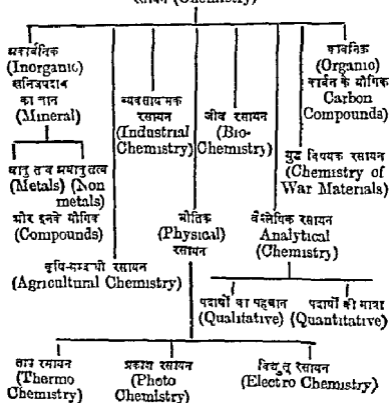 रसायन (Chemistry)
अकार्बनिक
(Inorganic)
खनिजपदार्थ
का नाम
(Mineral)
धातु तत्व अधातुतत्व
(Metals) (Non
metals)
और इनके यौगिक
(Compounds)
कृषि-सम्बन्धी रसायन
(Agricultural Chemistry)
व्यवसायात्मक
रसायन
(Industrial
Chemistry)
भौतिक
(Physical)
रसायन
जीव रसायन
(Bio-
Chemistry)
कार्बनिक
(Organic)
कार्बन के यौगिक
Carbon
Compounds)
युद्ध विषयक रसायन
(Chemistry of
War Materials)
वैश्लेषिक रसायन
Analytical
(Chemistry)
पदार्थों का पहचान
(Qualitative)
पदार्थों की मात्रा
(Quantitative)
ताप रसायन
(Thermo
Chemistry)
प्रकाश रसायन
(Photo
Chemistry)
विद्युत् रसायन
(Electro Chemistry)